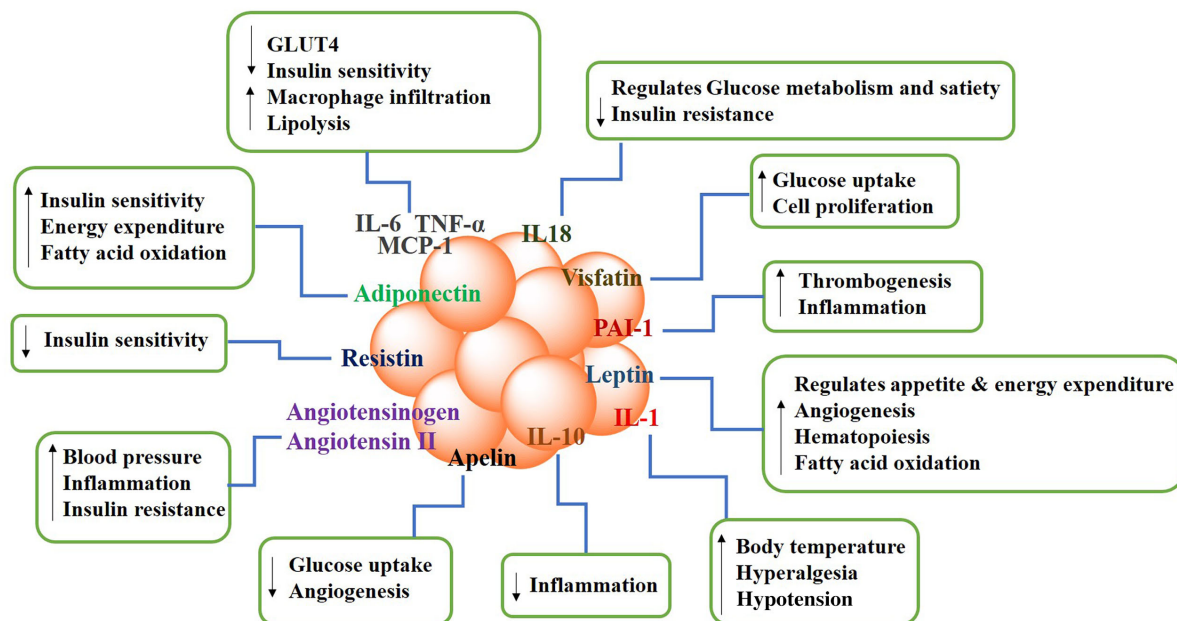 GLUT4
Insulin sensitivity
Macrophage infiltration
Lipolysis
Regulates Glucose metabolism and satiety
Insulin resistance
Insulin sensitivity
Energy expenditure
Fatty acid oxidation
Glucose uptake
Cell proliferation
IL-6 TNF-α
MCP-1
IL18
Visfatin
Adiponectin
Thrombogenesis
Inflammation
PAI-1
Insulin sensitivity
Resistin
Leptin
Regulates appetite & energy expenditure
Angiogenesis
Hematopoiesis
Fatty acid oxidation
Angiotensinogen
Angiotensin II
IL-1
IL-10
Apelin
Blood pressure
Inflammation
Insulin resistance
Glucose uptake
Angiogenesis
Inflammation
Body temperature
Hyperalgesia
Hypotension